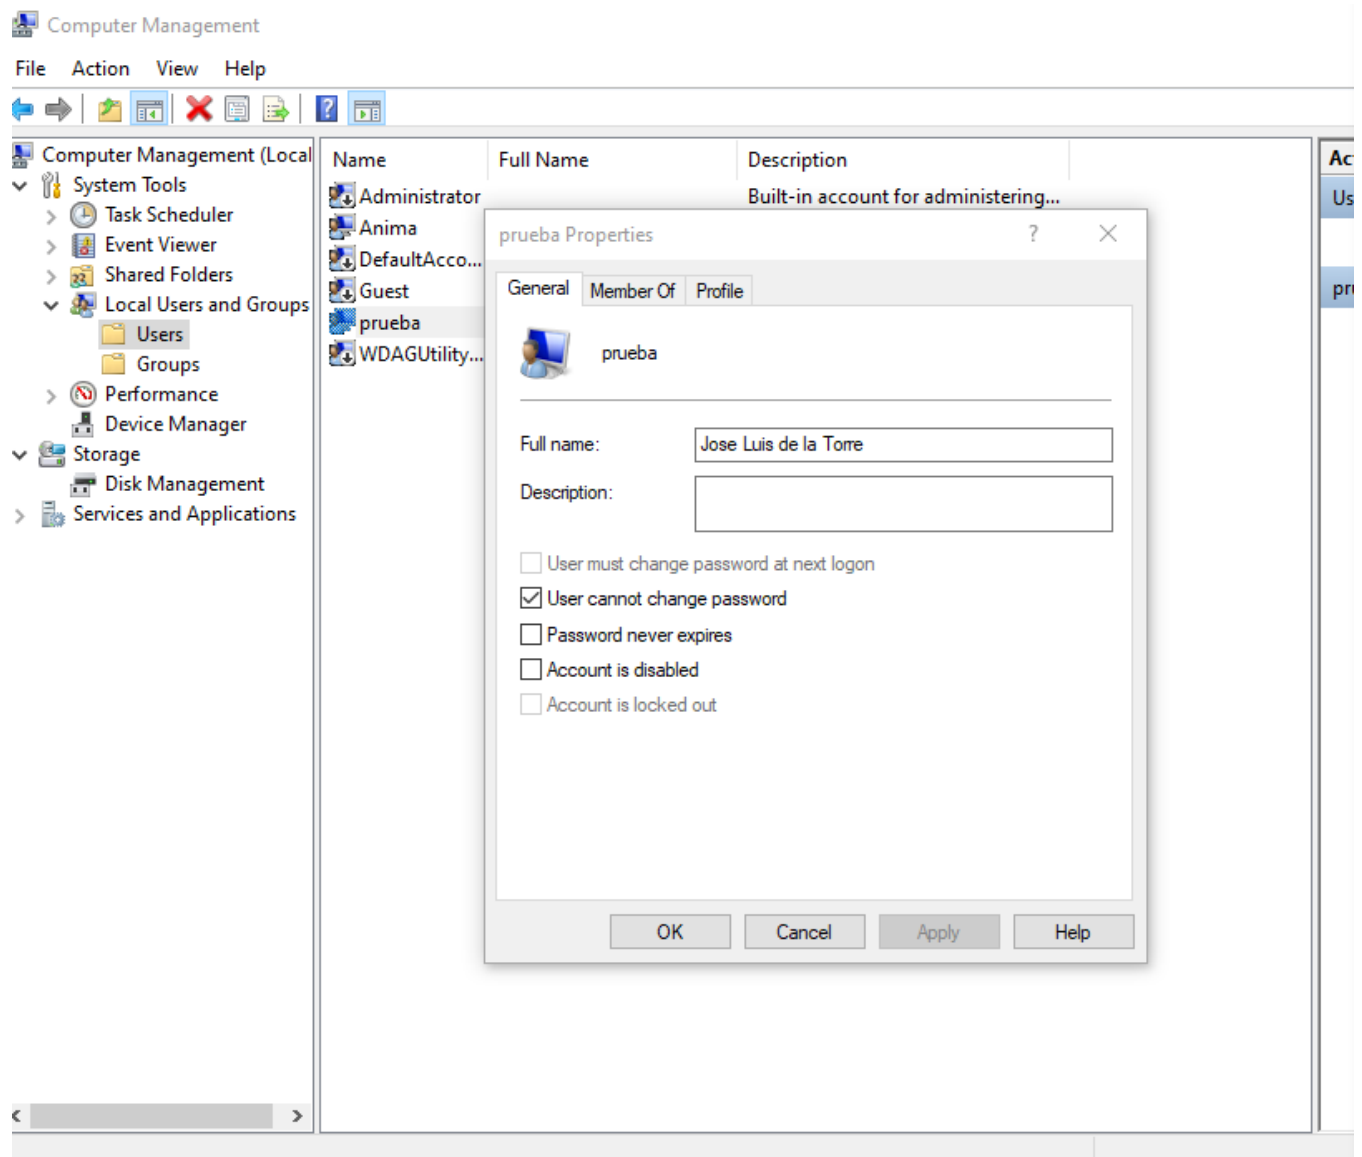 Computer Management
File Action View Help
Computer Management (Local
System Tools
Task Scheduler
Event Viewer
Shared Folders
Local Users and Groups
Users
Groups
Performance
Device Manager
Storage
Disk Management
Services and Applications
Name Full Name Description
Administrator Built-in account for administering...
Anima
DefaultAcco...
Guest
prueba
WDAGUtility...
prueba Properties ?
General Member Of Profile
prueba
Full name: Jose Luis de la Torre
Description:
User must change password at next logon
User cannot change password
Password never expires
Account is disabled
Account is locked out
OK Cancel Apply Help
Ac
Us
pru